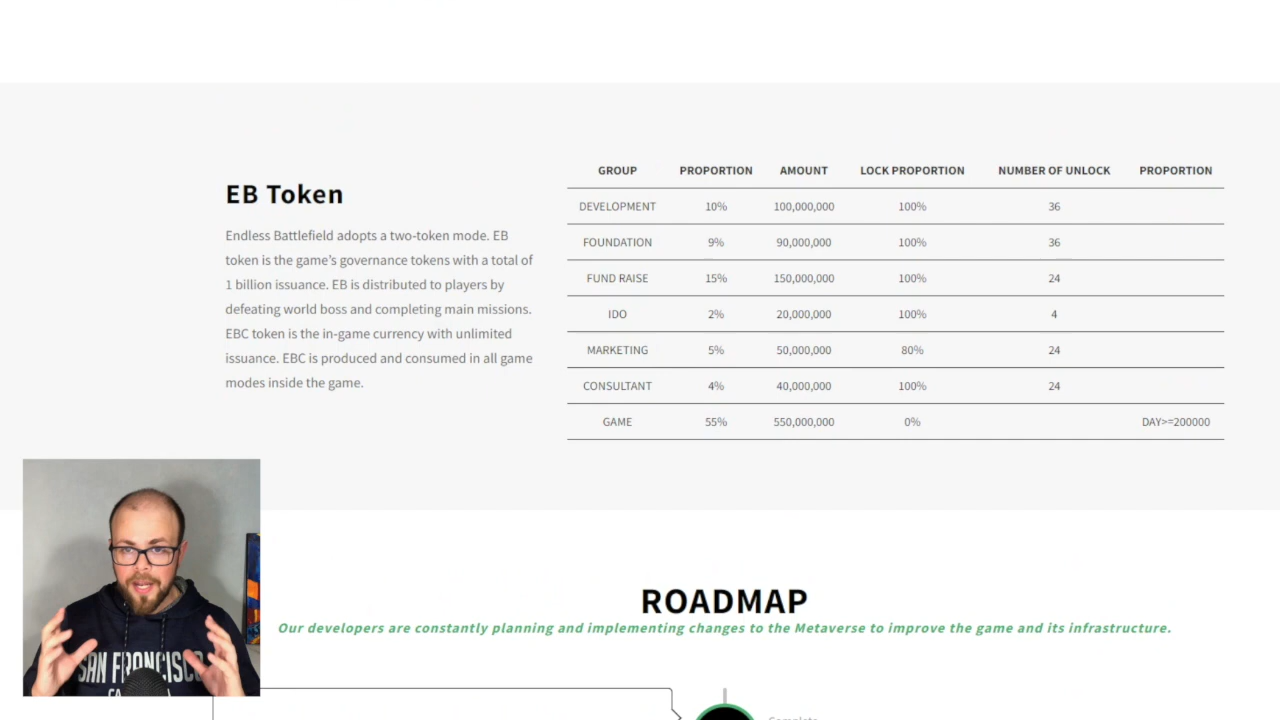 EB Token
Endless Battlefield adopts a two-token mode. EB
token is the game's governance tokens with a total of
1 billion issuance. EB is distributed to players by
defeating world boss and completing main missions.
EBC token is the in-game currency with unlimited
issuance. EBC is produced and consumed in all game
modes inside the game.
GROUP PROPORTION AMOUNT LOCK PROPORTION NUMBER OF UNLOCK PROPORTION
DEVELOPMENT 10% 100,000,000 100% 36
FOUNDATION 9% 90,000,000 100% 36
FUND RAISE 15% 150,000,000 100% 24
IDO 2% 20,000,000 100% 4
MARKETING 5% 50,000,000 80% 24
CONSULTANT 4% 40,000,000 100% 24
GAME 55% 550,000,000 0% DAY>=200000
ROADMAP
Our developers are constantly planning and implementing changes to the Metaverse to improve the game and its infrastructure.
Complete
SAN FRANCISCO